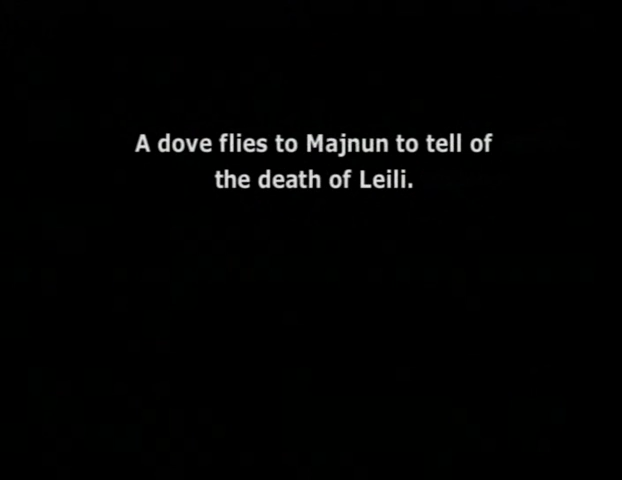 A dove flies to Majnun to tell of
the death of Leili.